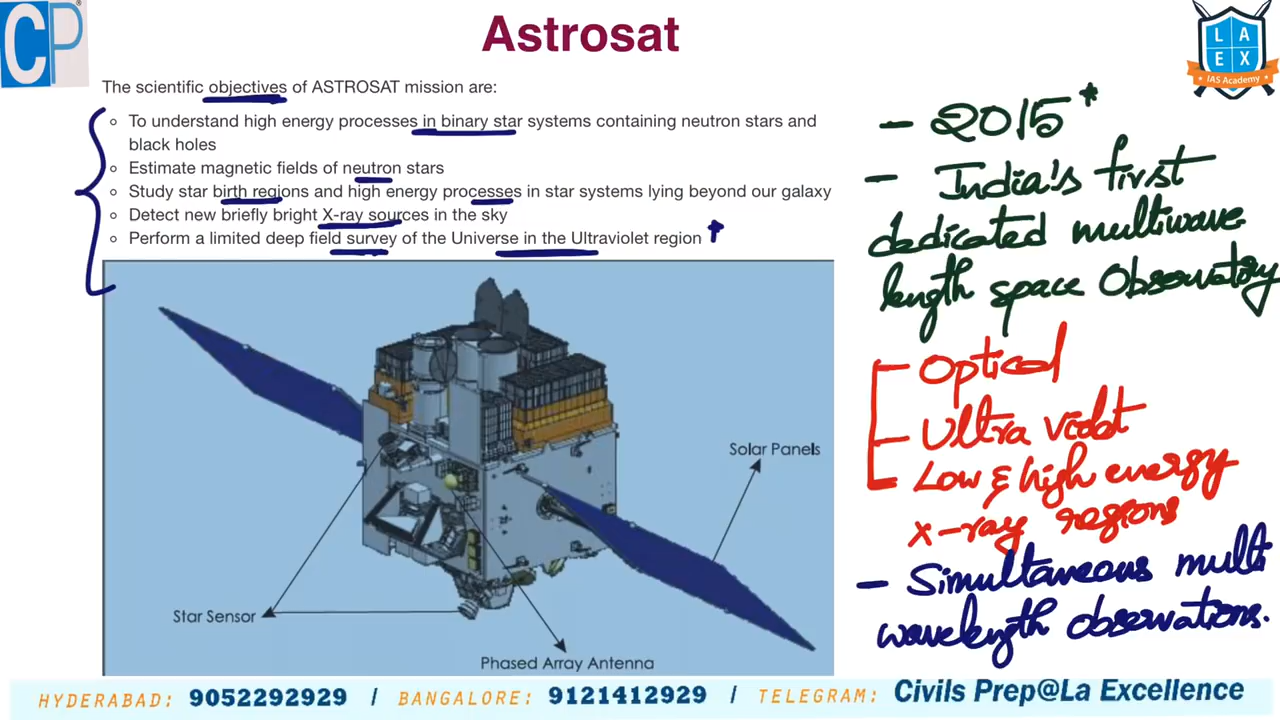 CP
Astrosat
LA
EX
IAS Academy
The scientific objectives of ASTROSAT mission are:
To understand high energy processes in binary star systems containing neutron stars and
black holes
Estimate magnetic fields of neutron stars
Study star birth regions and high energy processes in star systems lying beyond our galaxy
Detect new briefly bright X-ray sources in the sky
Perform a limited deep field survey of the Universe in the Ultraviolet region
- 2015*
- India's first
dedicated multiwave
length space Observatory
Optical
Ultra violet
Low & high energy
x-ray regions
- Simultaneous multi
wavelength observations.
Solar Panels
Star Sensor
Phased Array Antenna
HYDERABAD: 9052292929 / BANGALORE: 9121412929 / TELEGRAM: Civils Prep@La Excellence